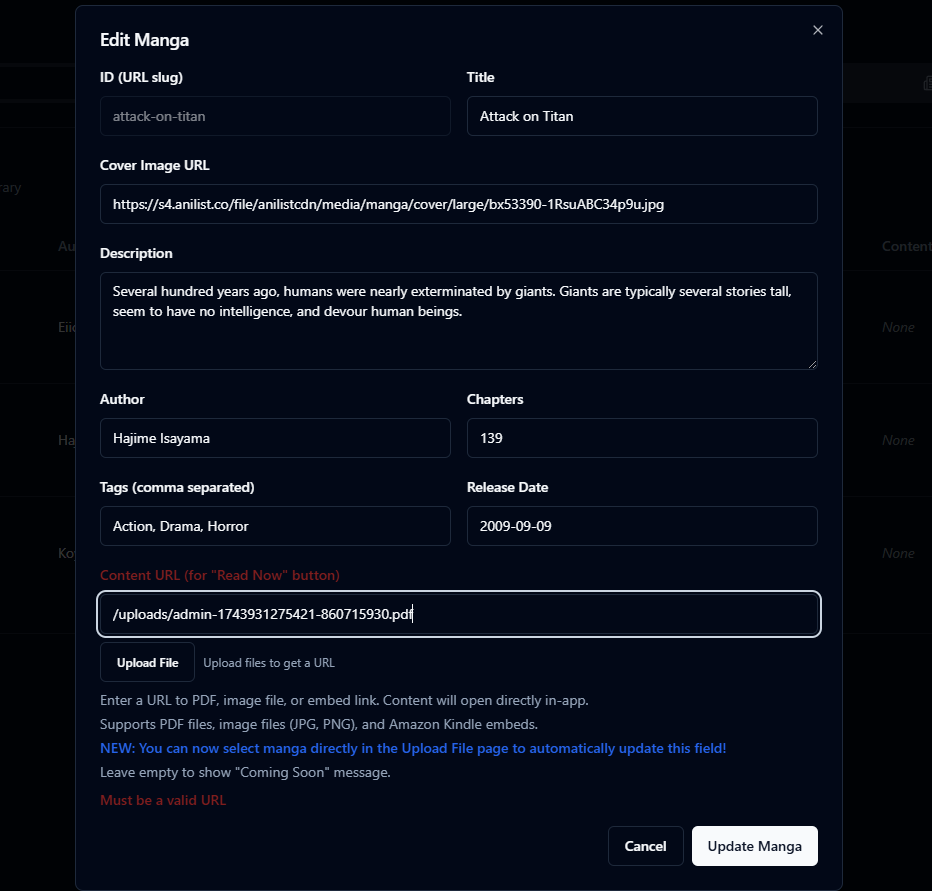 Edit Manga
ID (URL slug)
Title
attack-on-titan
Attack on Titan
Cover Image URL
https://s4.anilist.co/file/anilistcdn/media/manga/cover/large/bx53390-1RsuABC34p9u.jpg
Description
Several hundred years ago, humans were nearly exterminated by giants. Giants are typically several stories tall,
seem to have no intelligence, and devour human beings.
Author
Chapters
Hajime Isayama
139
Tags (comma separated)
Release Date
Action, Drama, Horror
2009-09-09
Content URL (for "Read Now" button)
/uploads/admin-1743931275421-860715930.pdf
Upload File
Upload files to get a URL
Enter a URL to PDF, image file, or embed link. Content will open directly in-app.
Supports PDF files, image files (JPG, PNG), and Amazon Kindle embeds.
NEW: You can now select manga directly in the Upload File page to automatically update this field!
Leave empty to show "Coming Soon" message.
Must be a valid URL
Cancel
Update Manga
Content
None
None
None